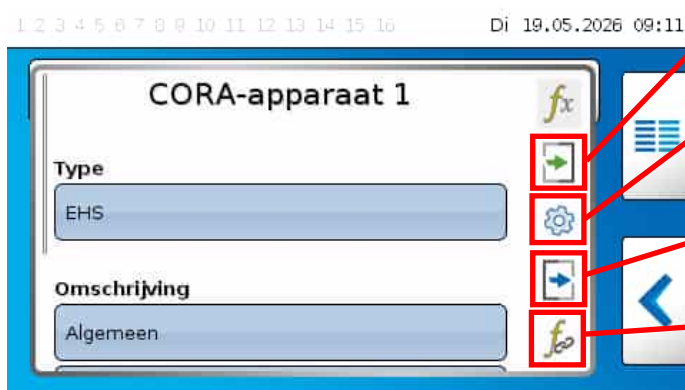 1 2 3 4 5 6 7 8 9 10 11 12 13 14 15 16 Di 19.05.2026 09:11
CORA-apparaat 1
fx
Type
EHS
Omschrijving
Algemeen
f